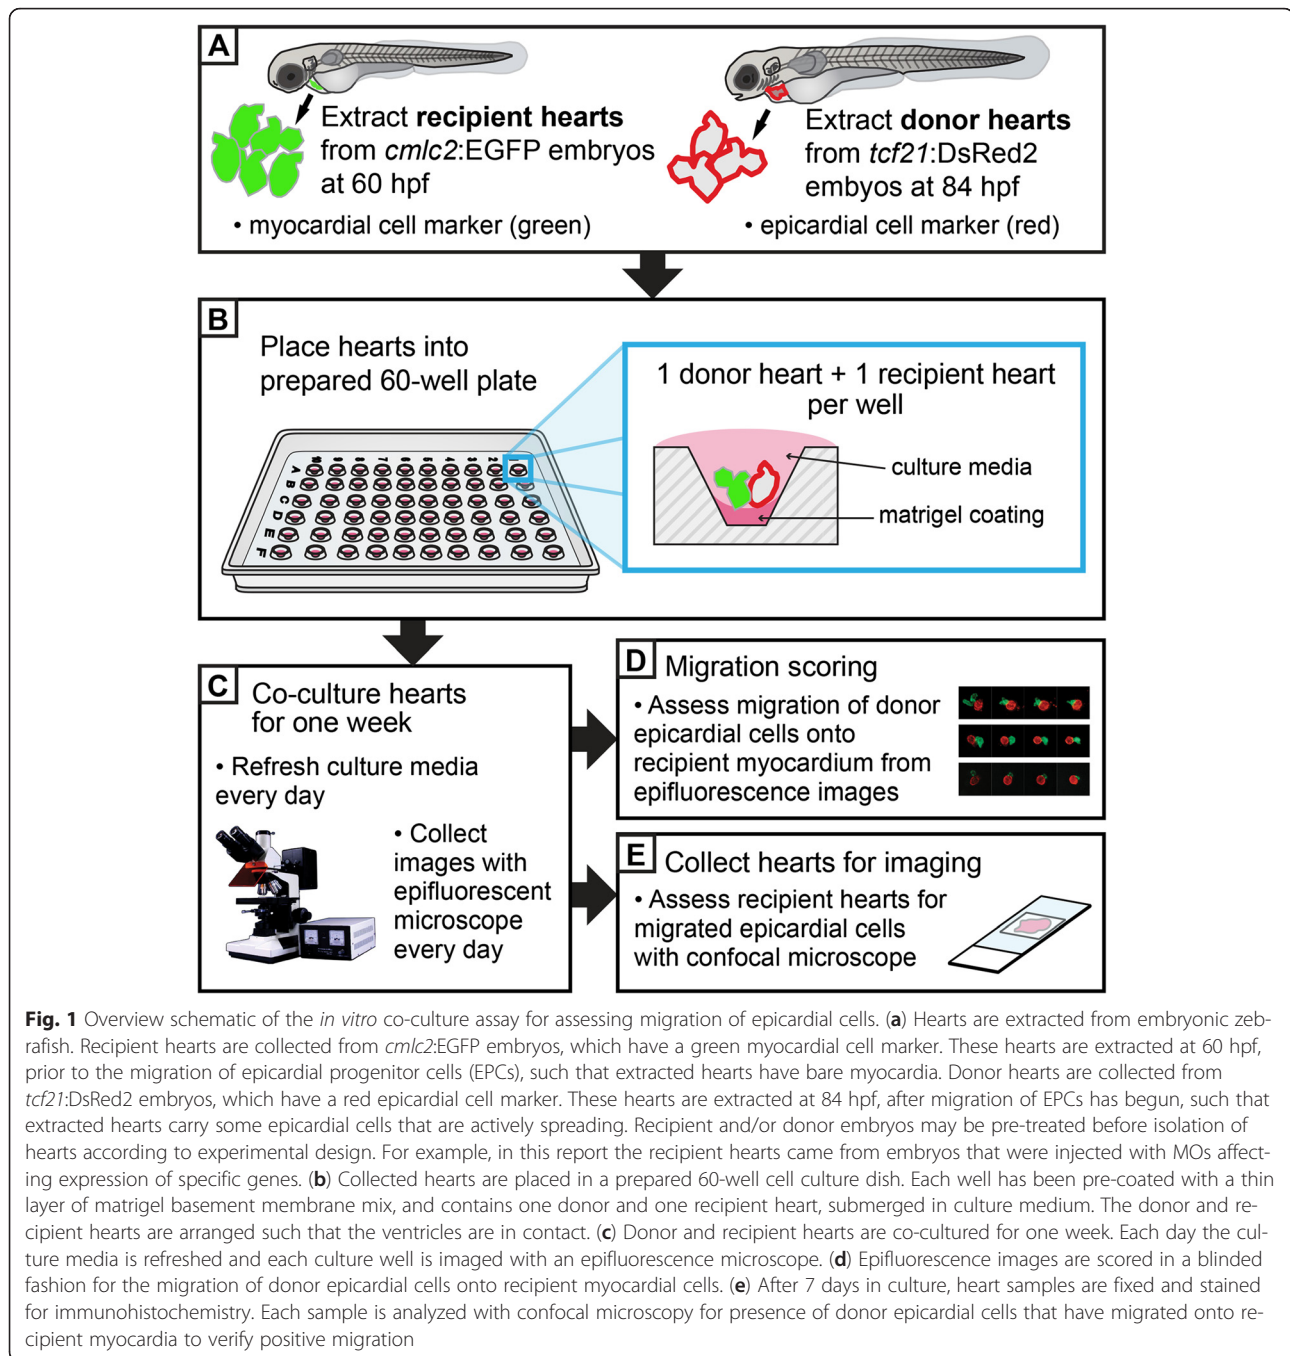 A
Extract recipient hearts
from cmlc2:EGFP embryos
at 60 hpf
• myocardial cell marker (green)
Extract donor hearts
from tcf21:DsRed2
embyos at 84 hpf
• epicardial cell marker (red)
B
Place hearts into
prepared 60-well plate
10 9 8 7 6 5 4 3 2 1
A
B
C
D
E
F
1 donor heart + 1 recipient heart
per well
culture media
matrigel coating
C
Co-culture hearts
for one week
• Refresh culture media
every day
• Collect
images with
epifluorescent
microscope
every day
D
Migration scoring
• Assess migration of donor
epicardial cells onto
recipient myocardium from
epifluorescence images
E
Collect hearts for imaging
• Assess recipient hearts for
migrated epicardial cells
with confocal microscope
Fig. 1 Overview schematic of the in vitro co-culture assay for assessing migration of epicardial cells. (a) Hearts are extracted from embryonic zeb-
rafish. Recipient hearts are collected from cmlc2:EGFP embryos, which have a green myocardial cell marker. These hearts are extracted at 60 hpf,
prior to the migration of epicardial progenitor cells (EPCs), such that extracted hearts have bare myocardia. Donor hearts are collected from
tcf21:DsRed2 embryos, which have a red epicardial cell marker. These hearts are extracted at 84 hpf, after migration of EPCs has begun, such that
extracted hearts carry some epicardial cells that are actively spreading. Recipient and/or donor embryos may be pre-treated before isolation of
hearts according to experimental design. For example, in this report the recipient hearts came from embryos that were injected with MOs affect-
ing expression of specific genes. (b) Collected hearts are placed in a prepared 60-well cell culture dish. Each well has been pre-coated with a thin
layer of matrigel basement membrane mix, and contains one donor and one recipient heart, submerged in culture medium. The donor and re-
cipient hearts are arranged such that the ventricles are in contact. (c) Donor and recipient hearts are co-cultured for one week. Each day the cul-
ture media is refreshed and each culture well is imaged with an epifluorescence microscope. (d) Epifluorescence images are scored in a blinded
fashion for the migration of donor epicardial cells onto recipient myocardial cells. (e) After 7 days in culture, heart samples are fixed and stained
for immunohistochemistry. Each sample is analyzed with confocal microscopy for presence of donor epicardial cells that have migrated onto re-
cipient myocardia to verify positive migration